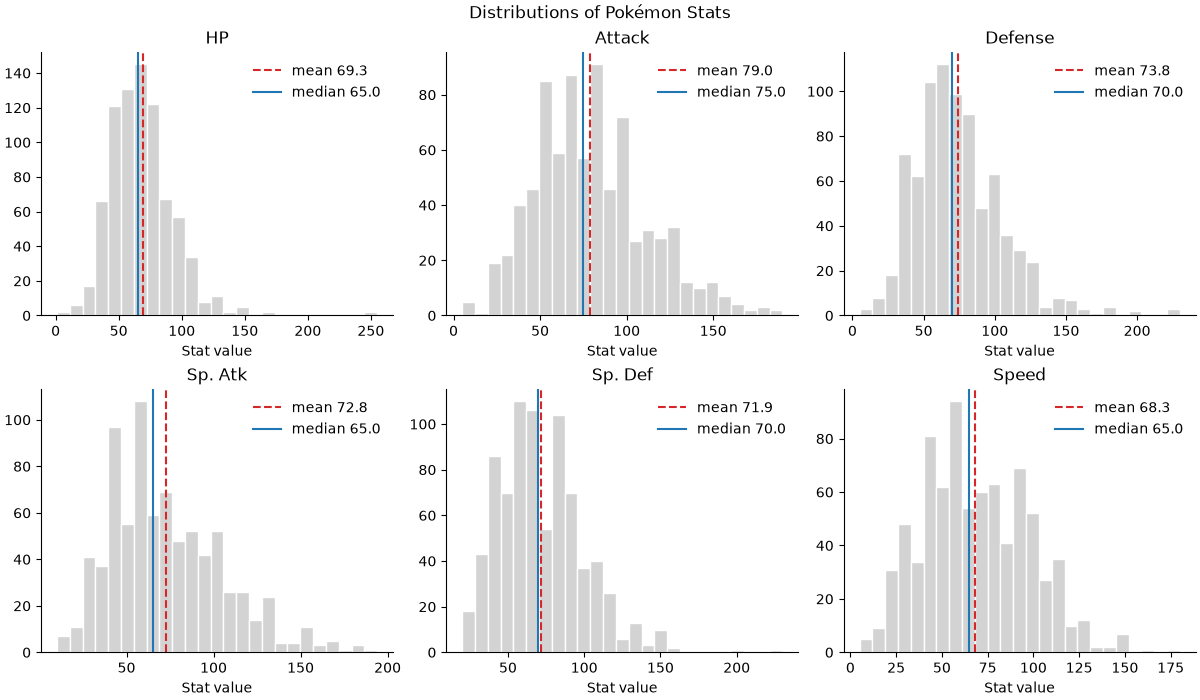 Distributions of Pokémon Stats
HP
mean 69.3
median 65.0
140
120
100
80
60
40
20
0
0 50 100 150 200 250
Stat value
Attack
mean 79.0
median 75.0
80
60
40
20
0
0 50 100 150
Stat value
Defense
mean 73.8
median 70.0
100
80
60
40
20
0
0 50 100 150 200
Stat value
Sp. Atk
mean 72.8
median 65.0
100
80
60
40
20
0
50 100 150 200
Stat value
Sp. Def
mean 71.9
median 70.0
100
80
60
40
20
0
50 100 150 200
Stat value
Speed
mean 68.3
median 65.0
80
60
40
20
0
0 25 50 75 100 125 150 175
Stat value